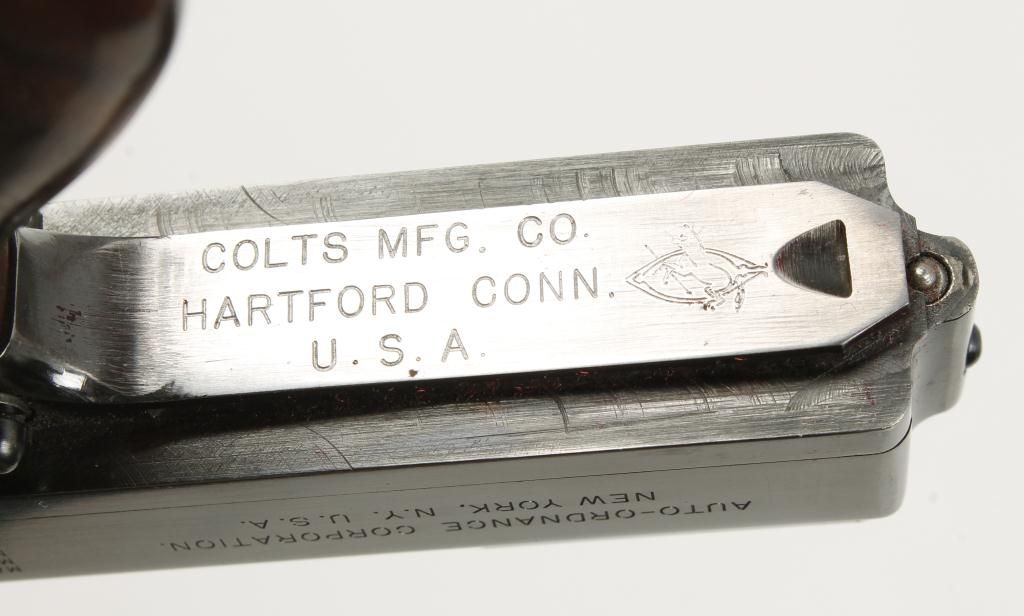 COLTS MFG. CO.
HARTFORD CONN.
U.S.A.
AUTO-ORDNANCE CORPORATION.
NEW YORK, N.Y. U.S.A.